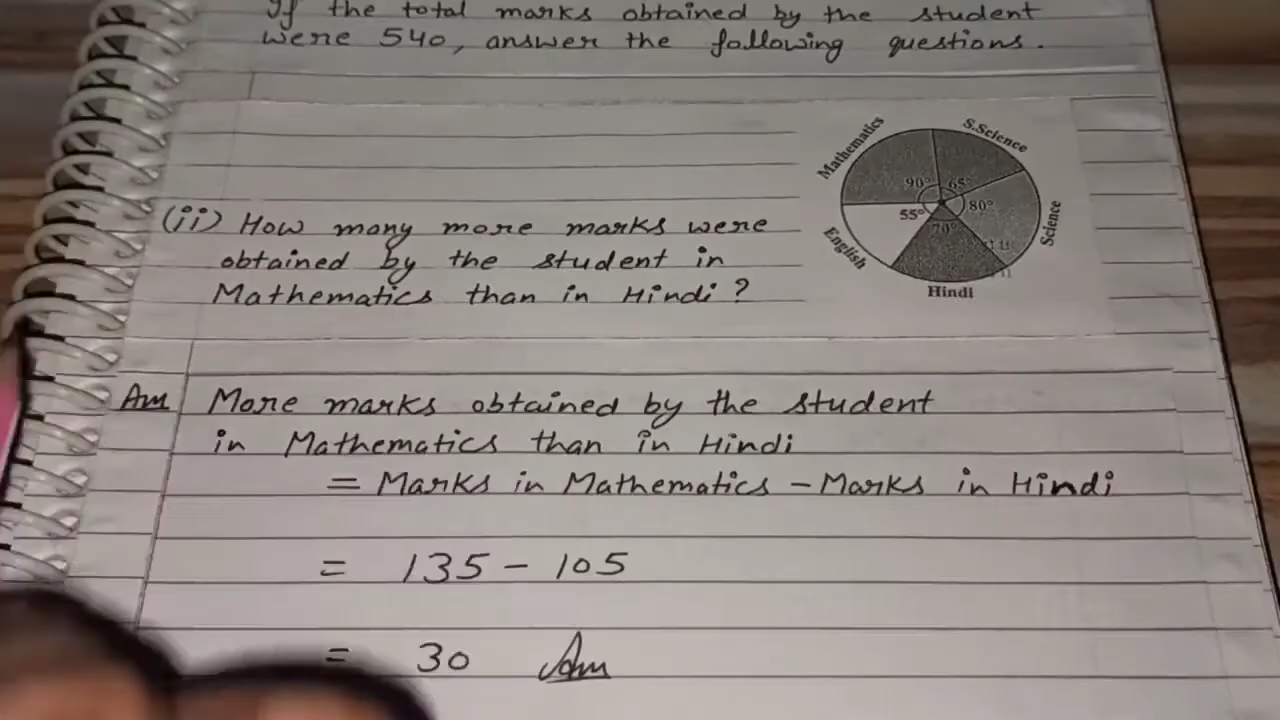 If the total marks obtained by the student
were 540, answer the following questions.
Mathematics
S.Science
90°
65°
80°
55°
70°
English
Science
Hindi
(ii) How many more marks were
obtained by the student in
Mathematics than in Hindi?
Ans More marks obtained by the student
in Mathematics than in Hindi
= Marks in Mathematics - Marks in Hindi
= 135 - 105
= 30 Ans